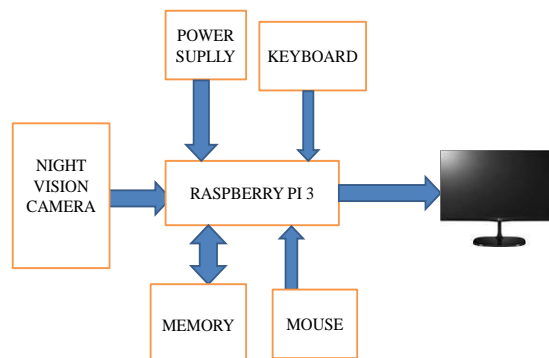 POWER
SUPLLY
KEYBOARD
NIGHT
VISION
CAMERA
RASPBERRY PI 3
MEMORY
MOUSE